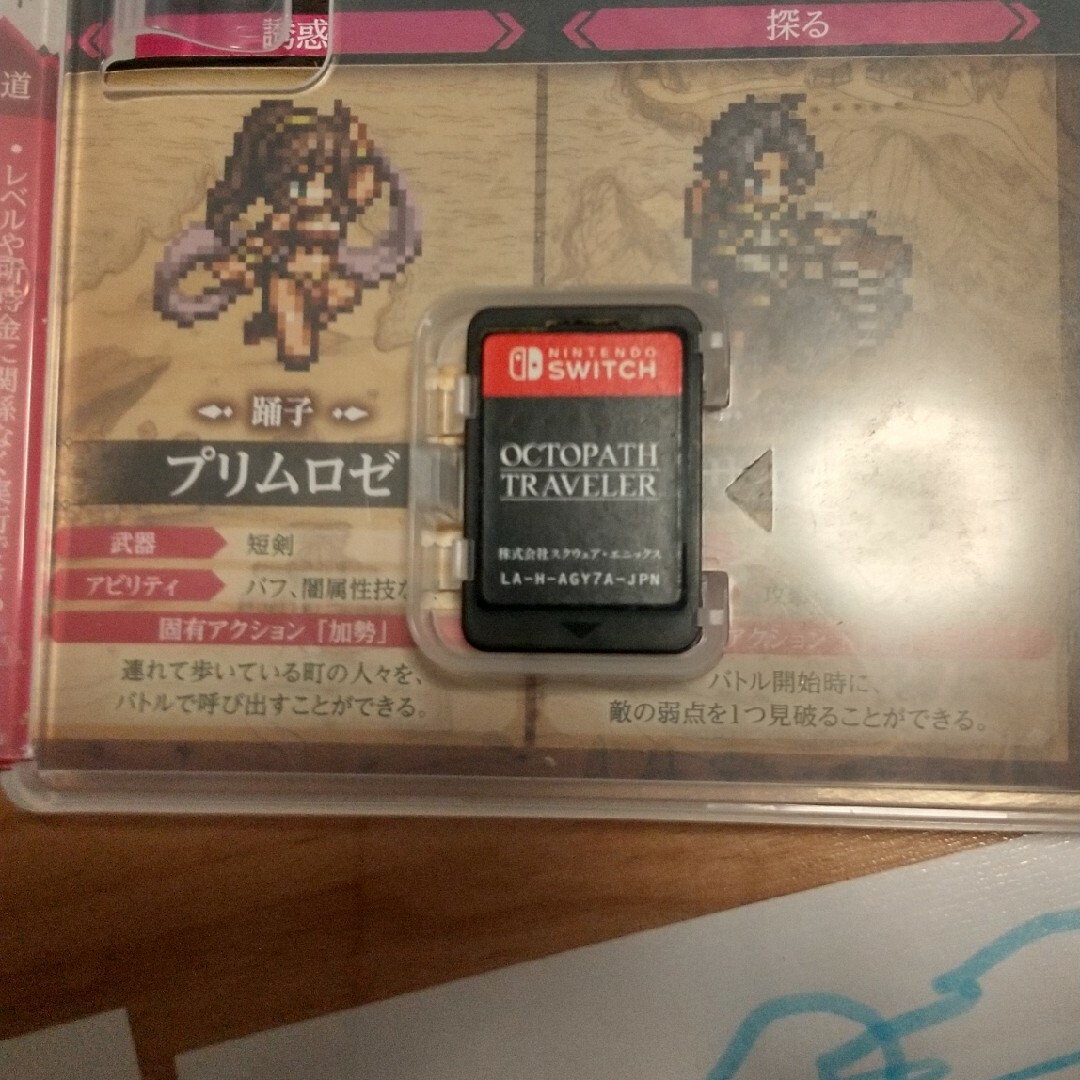 誘惑
探る
道
・レベルや所持金に関係なく実行できる
踊子
プリムロゼ
武器
短剣
アビリティ
バフ、闇属性技な
固有アクション「加勢」
連れて歩いている町の人々を、
バトルで呼び出すことができる。
NINTENDO
SWITCH
OCTOPATH
TRAVELER
株式会社スクウェア・エニックス
LA-H-AGY7A-JPN
アクション
バトル開始時に、
敵の弱点を1つ見破ることができる。